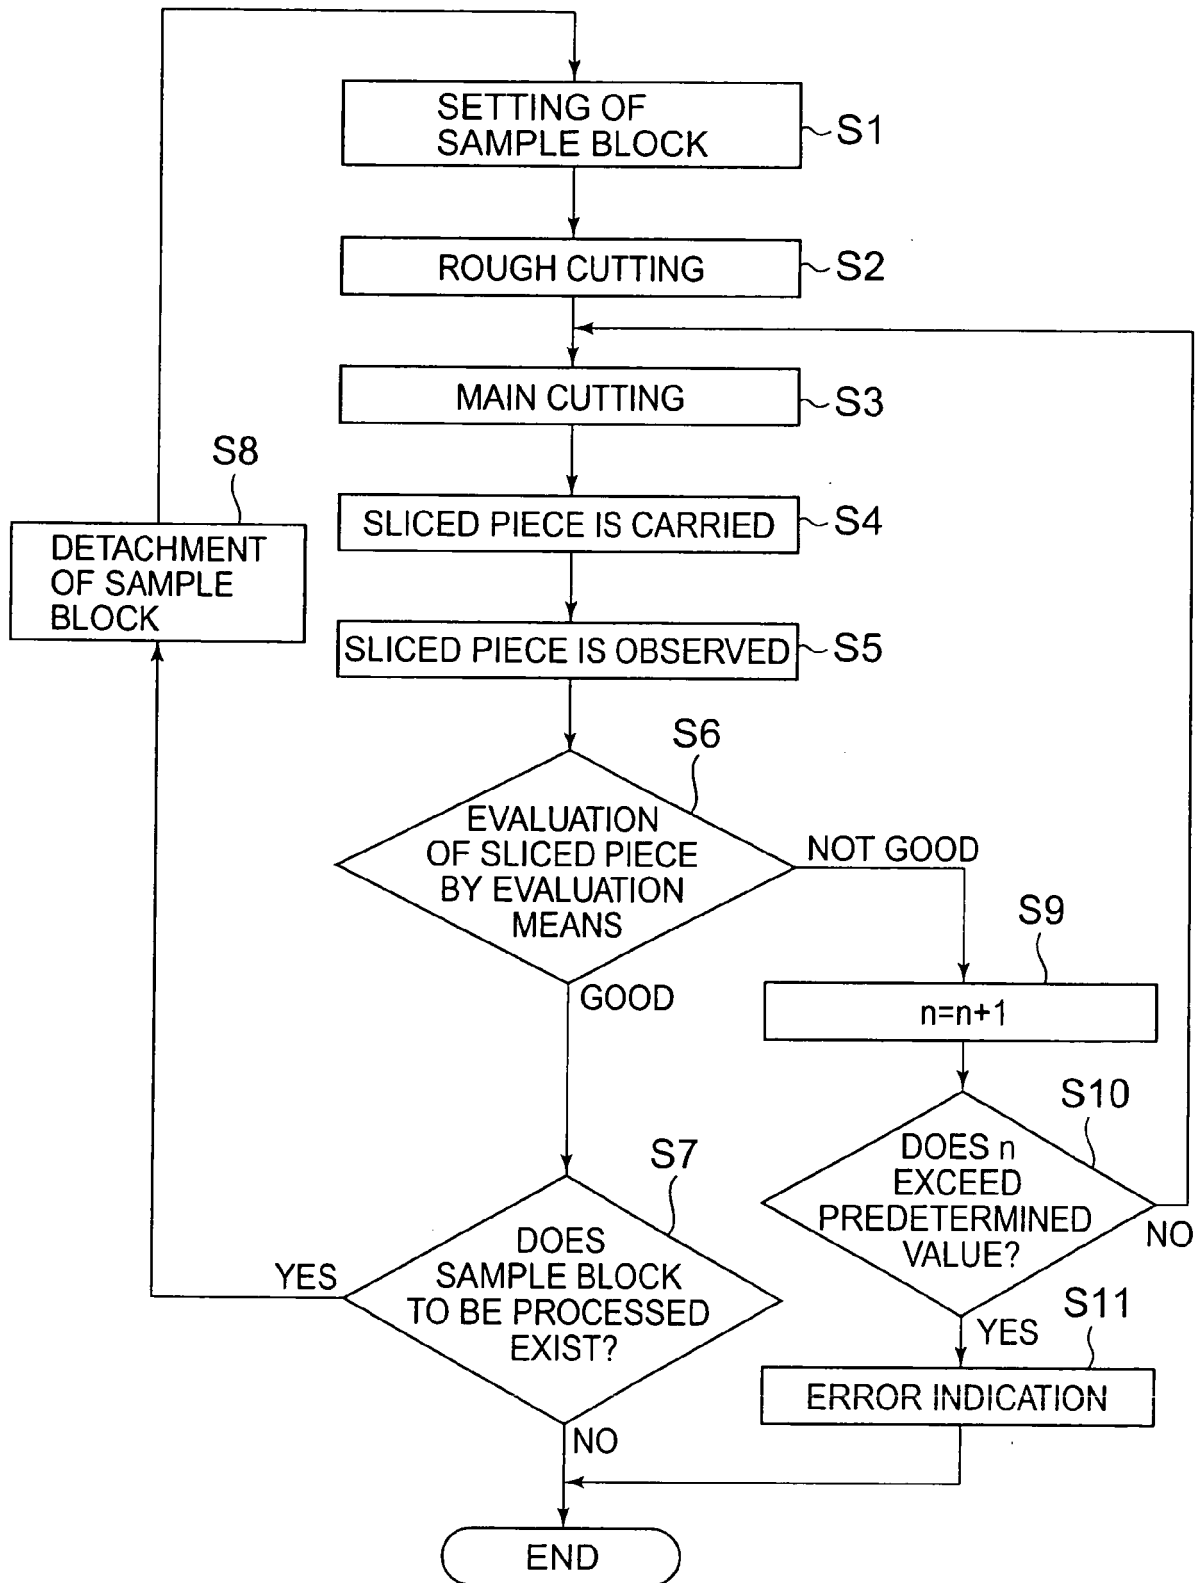 SETTING OF
SAMPLE BLOCK
S1
ROUGH CUTTING
S2
MAIN CUTTING
S3
S8
DETACHMENT
OF SAMPLE
BLOCK
SLICED PIECE IS CARRIED
S4
SLICED PIECE IS OBSERVED
S5
S6
EVALUATION
OF SLICED PIECE
BY EVALUATION
MEANS
NOT GOOD
GOOD
S9
n=n+1
S10
DOES n
EXCEED
PREDETERMINED
VALUE?
NO
YES
S7
DOES
SAMPLE BLOCK
TO BE PROCESSED
EXIST?
YES
NO
S11
ERROR INDICATION
END